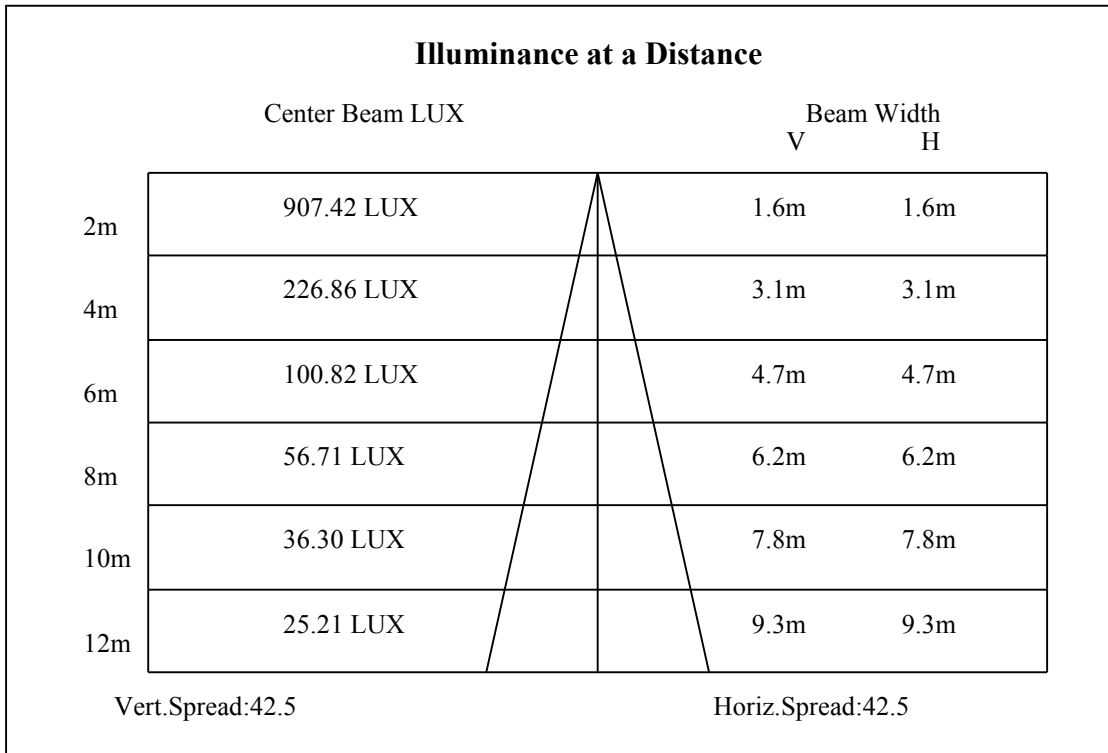 Illuminance at a Distance
Center Beam LUX Beam Width
V H
2m 907.42 LUX 1.6m 1.6m
4m 226.86 LUX 3.1m 3.1m
6m 100.82 LUX 4.7m 4.7m
8m 56.71 LUX 6.2m 6.2m
10m 36.30 LUX 7.8m 7.8m
12m 25.21 LUX 9.3m 9.3m
Vert.Spread:42.5 Horiz.Spread:42.5